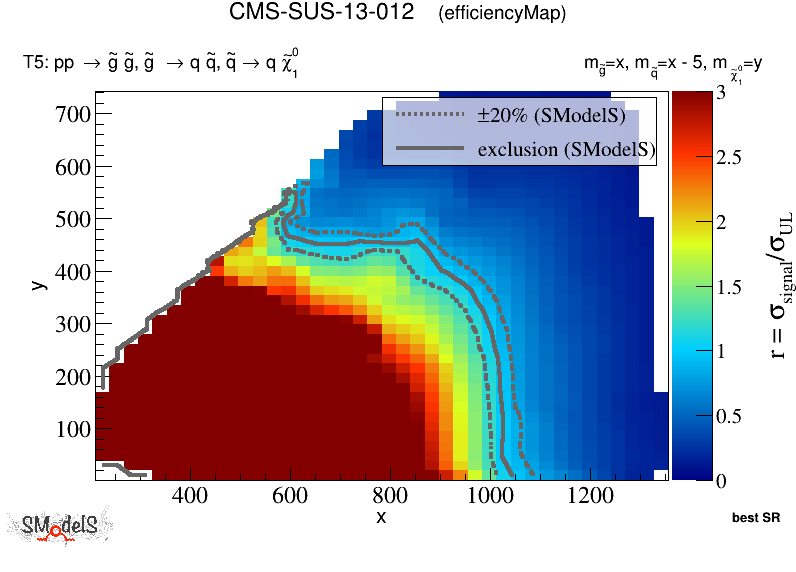 CMS-SUS-13-012 (efficiencyMap)
T5: pp → g̃ g̃, g̃ → q q̃, q̃ → q χ̃₁⁰ m_g̃=x, m_q̃=x - 5, m_χ̃₁⁰=y
±20% (SModelS)
exclusion (SModelS)
700
600
500
400
300
200
100
y
400 600 800 1000 1200
x
3
2.5
2
1.5
1
0.5
0
r = σ_signal/σ_UL
SModelS
best SR